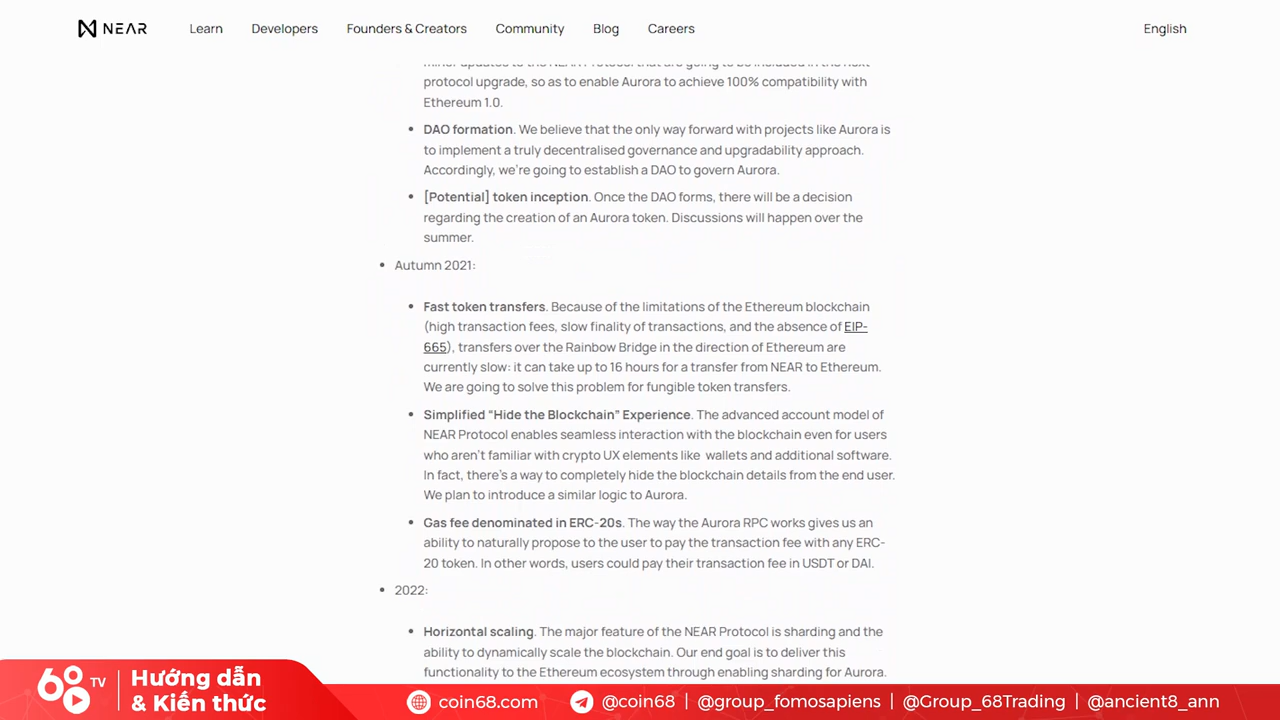 NEAR Learn Developers Founders & Creators Community Blog Careers English
minor updates to the NEAR Protocol that are going to be included in the next
protocol upgrade, so as to enable Aurora to achieve 100% compatibility with
Ethereum 1.0.
• DAO formation. We believe that the only way forward with projects like Aurora is
to implement a truly decentralised governance and upgradability approach.
Accordingly, we're going to establish a DAO to govern Aurora.
• [Potential] token inception. Once the DAO forms, there will be a decision
regarding the creation of an Aurora token. Discussions will happen over the
summer.
• Autumn 2021:
• Fast token transfers. Because of the limitations of the Ethereum blockchain
(high transaction fees, slow finality of transactions, and the absence of EIP-
665), transfers over the Rainbow Bridge in the direction of Ethereum are
currently slow: it can take up to 16 hours for a transfer from NEAR to Ethereum.
We are going to solve this problem for fungible token transfers.
• Simplified “Hide the Blockchain” Experience. The advanced account model of
NEAR Protocol enables seamless interaction with the blockchain even for users
who aren't familiar with crypto UX elements like wallets and additional software.
In fact, there's a way to completely hide the blockchain details from the end user.
We plan to introduce a similar logic to Aurora.
• Gas fee denominated in ERC-20s. The way the Aurora RPC works gives us an
ability to naturally propose to the user to pay the transaction fee with any ERC-
20 token. In other words, users could pay their transaction fee in USDT or DAI.
• 2022:
• Horizontal scaling. The major feature of the NEAR Protocol is sharding and the
ability to dynamically scale the blockchain. Our end goal is to deliver this
functionality to the Ethereum ecosystem through enabling sharding for Aurora.
68 TV
Hướng dẫn
& Kiến thức
coin68.com @coin68 | @group_fomosapiens | @Group_68Trading | @ancient8_ann